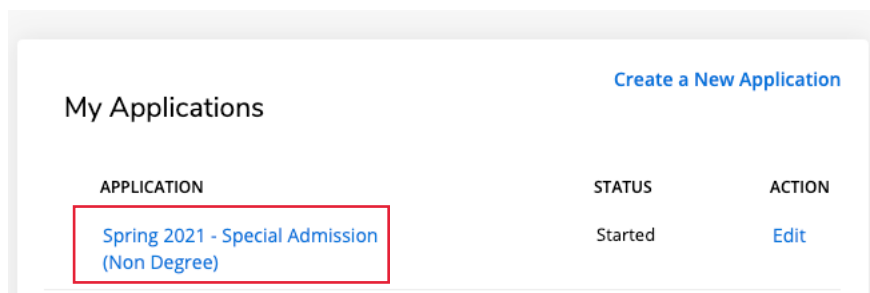 Create a New Application
My Applications
APPLICATION STATUS ACTION
Spring 2021 - Special Admission Started Edit
(Non Degree)